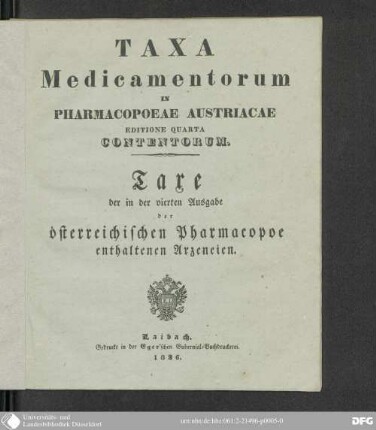 TAXA
Medicamentorum
IN
PHARMACOPOEAE AUSTRIACAE
EDITIONE QUARTA
CONTENTORUM.
Taxe
der in der vierten Ausgabe
der
österreichischen Pharmacopoe
enthaltenen Arzeneien.
Laibach.
Gedruckt in der Eger'schen Gubernial-Buchdruckerei.
1836.
Universitäts- und
Landesbibliothek Düsseldorf
urn:nbn:de:hbz:061:2-21496-p0005-0
DFG